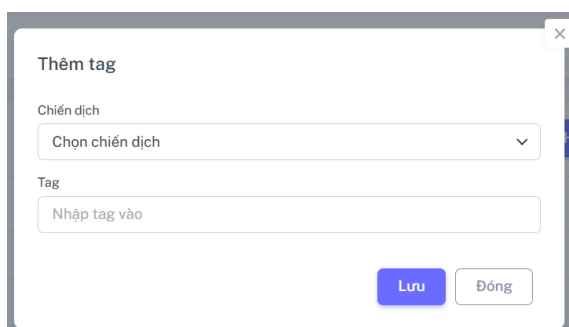 Thêm tag
Chiến dịch
Chọn chiến dịch
Tag
Nhập tag vào
Lưu
Đóng